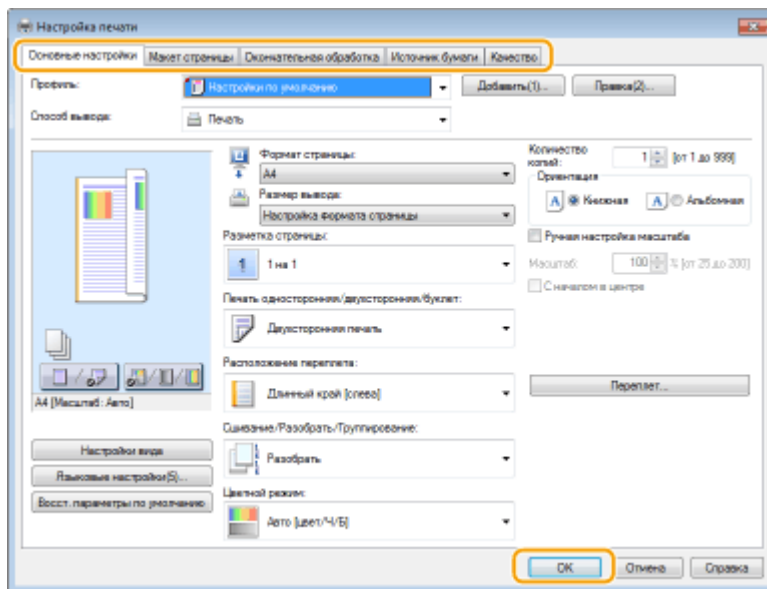 Настройка печати
Основные настройки Макет страницы Окончательная обработка Источник бумаги Качество
Профиль: Настройки по умолчанию Добавить(1)... Правка(2)...
Способ вывода: Печать
Формат страницы:
A4
Размер вывода:
Настройка формата страницы
Разметка страницы:
1 1 на 1
Печать односторонняя/двухсторонняя/буклет:
Двухсторонняя печать
Расположение переплета:
Длинный край [слева]
Сшивание/Разобрать/Группирование:
Разобрать
Цветной режим:
Авто [цвет/Ч/Б]
Количество копий: 1 [от 1 до 999]
Ориентация
A Книжная A Альбомная
Ручная настройка масштаба
Масштаб: 100 % [от 25 до 200]
С началом в центре
Переплет...
A4 [Масштаб: Авто]
Настройки вида
Языковые настройки(5)...
Восст. параметры по умолчанию
OK Отмена Справка